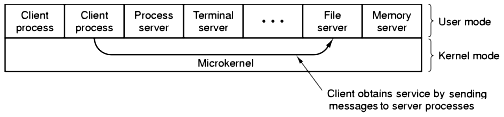 Client process
Client process
Process server
Terminal server
• • •
File server
Memory server
User mode
Microkernel
Kernel mode
Client obtains service by sending
messages to server processes